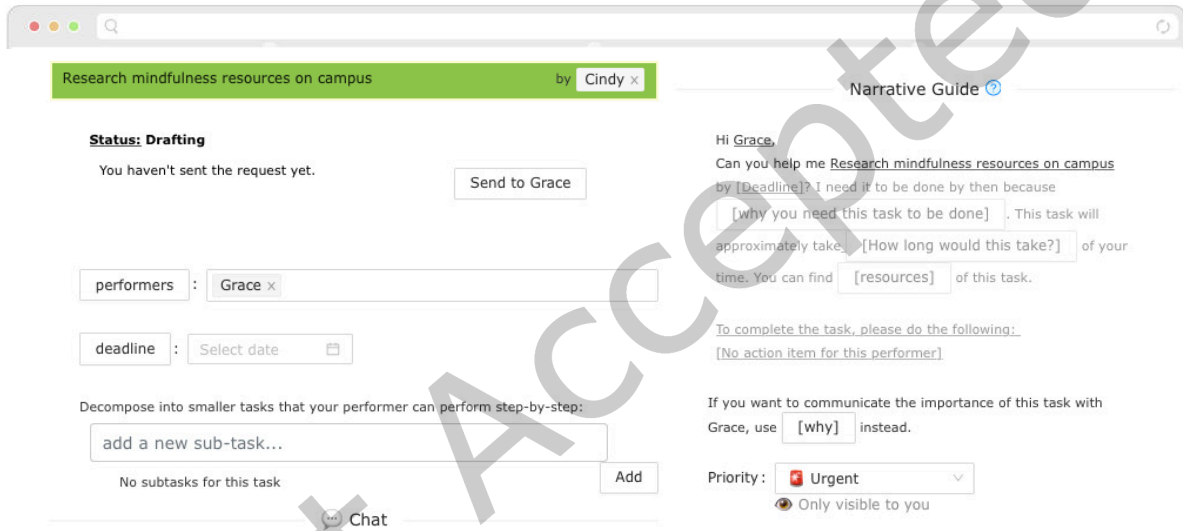 Research mindfulness resources on campus by Cindy ×
Status: Drafting
You haven't sent the request yet.
Send to Grace
performers : Grace ×
deadline : Select date
Decompose into smaller tasks that your performer can perform step-by-step:
add a new sub-task...
No subtasks for this task
Add
Chat
Narrative Guide ?
Hi Grace,
Can you help me Research mindfulness resources on campus
by [Deadline]? I need it to be done by then because
[why you need this task to be done] . This task will
approximately take [How long would this take?] of your
time. You can find [resources] of this task.
To complete the task, please do the following:
[No action item for this performer]
If you want to communicate the importance of this task with
Grace, use [why] instead.
Priority : Urgent
Only visible to you
Accepted